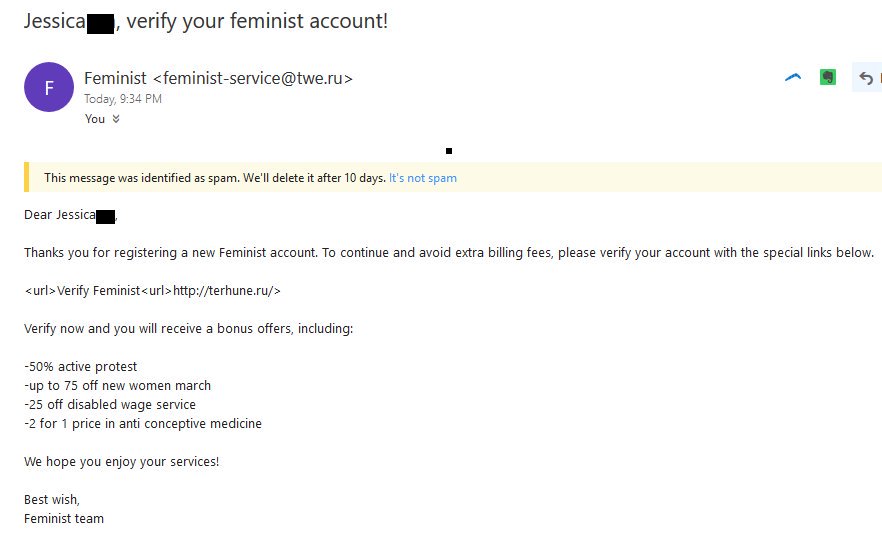 Jessica , verify your feminist account!
F
Feminist <feminist-service@twe.ru>
Today, 9:34 PM
You
This message was identified as spam. We'll delete it after 10 days. It's not spam
Dear Jessica ,
Thanks you for registering a new Feminist account. To continue and avoid extra billing fees, please verify your account with the special links below.
<url>Verify Feminist<url>http://terhune.ru/>
Verify now and you will receive a bonus offers, including:
-50% active protest
-up to 75 off new women march
-25 off disabled wage service
-2 for 1 price in anti conceptive medicine
We hope you enjoy your services!
Best wish,
Feminist team